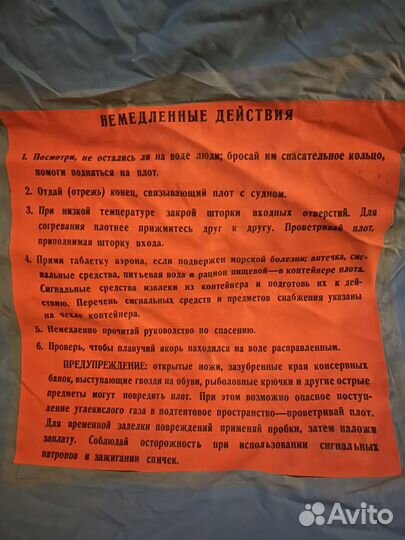 НЕМЕДЛЕННЫЕ ДЕЙСТВИЯ
1. Посмотри, не остались ли на воде люди; бросай им спасательное кольцо,
помоги подняться на плот.
2. Отдай (отрежь) конец, связывающий плот с судном.
3. При низкой температуре закрой шторки входных отверстий. Для
согревания плотнее прижмитесь друг к другу. Проветривай плот,
приподнимая шторку входа.
4. Прими таблетку аэрона, если подвержен морской болезни; аптечка, сиг-
нальные средства, питьевая вода и рацион пищевой—в контейнере плота.
Сигнальные средства извлеки из контейнера и подготовь их к дей-
ствию. Перечень сигнальных средств и предметов снабжения указаны
на чехле контейнера.
5. Немедленно прочитай руководство по спасению.
6. Проверь, чтобы плавучий якорь находился на воде расправленным.
ПРЕДУПРЕЖДЕНИЕ: открытые ножи, зазубренные края консервных
банок, выступающие гвозди на обуви, рыболовные крючки и другие острые
предметы могут повредить плот. При этом возможно опасное поступ-
ление углекислого газа в подтентовое пространство—проветривай плот.
Для временной заделки повреждений применяй пробки, затем наложи
заплату. Соблюдай осторожность при использовании сигнальных
патронов и зажигании спичек.
Avito